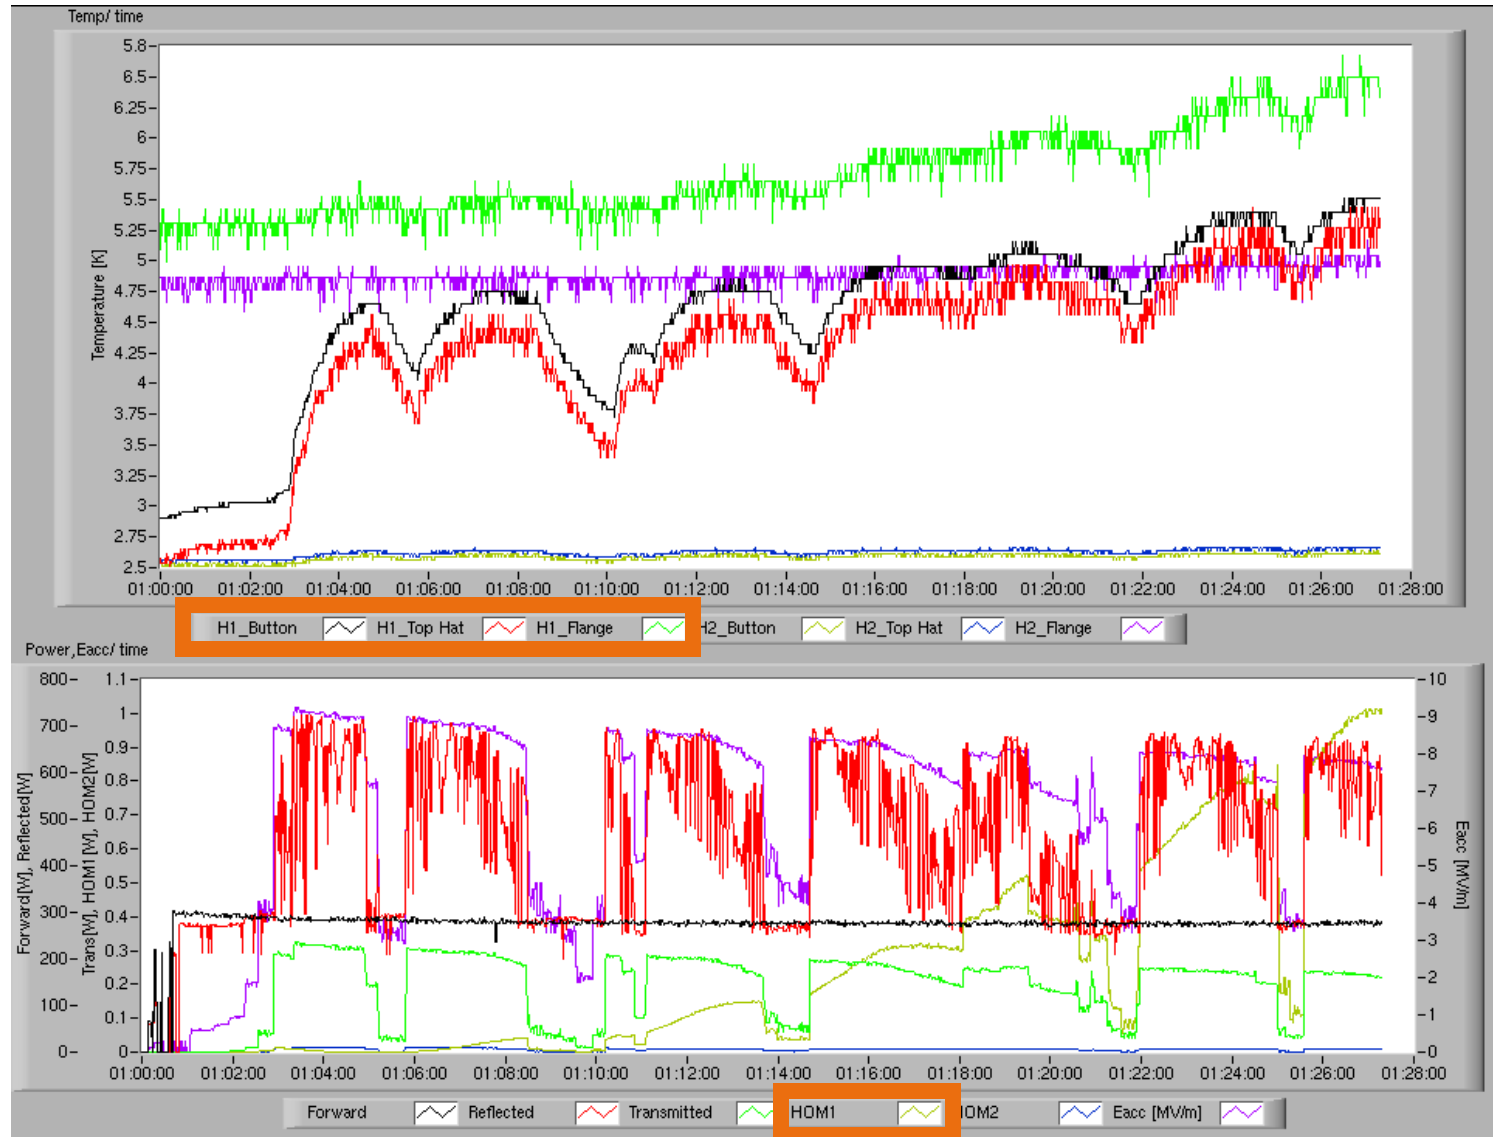 Temp/ time
5.8
6.5
6.25
6
5.75
5.5
5.25
5
4.75
4.5
4.25
4
3.75
3.5
3.25
3
2.75
2.5
Temperature [K]
01:00:00 01:02:00 01:04:00 01:06:00 01:08:00 01:10:00 01:12:00 01:14:00 01:16:00 01:18:00 01:20:00 01:22:00 01:24:00 01:26:00 01:28:00
H1_Button H1_Top Hat H1_Flange H2_Button H2_Top Hat H2_Flange
Power,Eacc/ time
800 1.1 10
700 1 9
600 0.9 8
500 0.8 7
400 0.7 6
300 0.6 5
200 0.5 4
100 0.4 3
0 0.3 2
0.2 1
0.1 0
0
Forward[W], Reflected[W]
Trans[W], HOM1[W], HOM2[W]
Eacc [MV/m]
01:00:00 01:02:00 01:04:00 01:06:00 01:08:00 01:10:00 01:12:00 01:14:00 01:16:00 01:18:00 01:20:00 01:22:00 01:24:00 01:26:00 01:28:00
Forward Reflected Transmitted HOM1 HOM2 Eacc [MV/m]